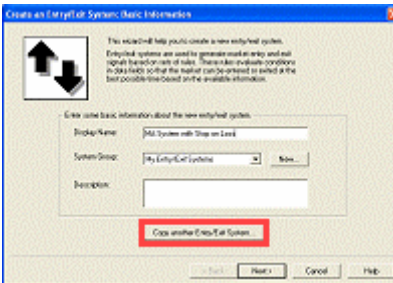 Create an Entry/Exit System: Basic Information
This wizard will help you to create a new entry/exit system.
Entry/exit systems are used to generate market entry and exit
signals based on sets of rules. These rules evaluate conditions
in data fields so that the market can be entered or exited at the
best possible time based on the available information.
Enter some basic information about the new entry/exit system.
Display Name: MA System with Stop on Loss
System Group: My Entry/Exit Systems New...
Description:
Copy another Entry/Exit System...
< Back Next > Cancel Help